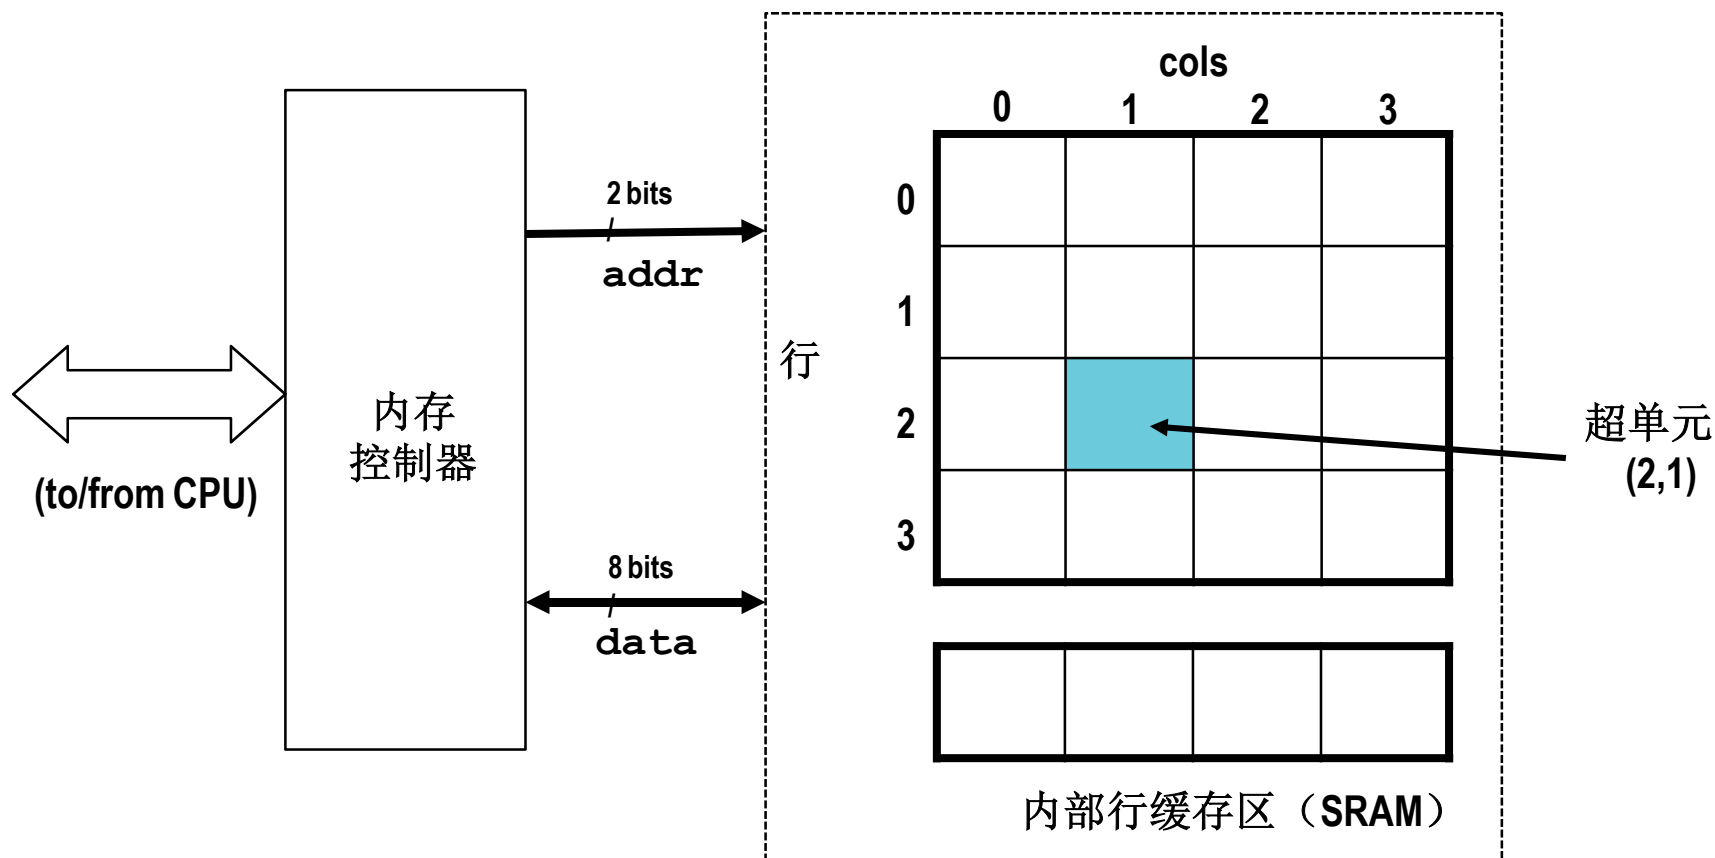 cols
0 1 2 3
2 bits
addr
0
1
行
内存
控制器
2
超单元
(2,1)
(to/from CPU)
3
8 bits
data
内部行缓存区（SRAM）